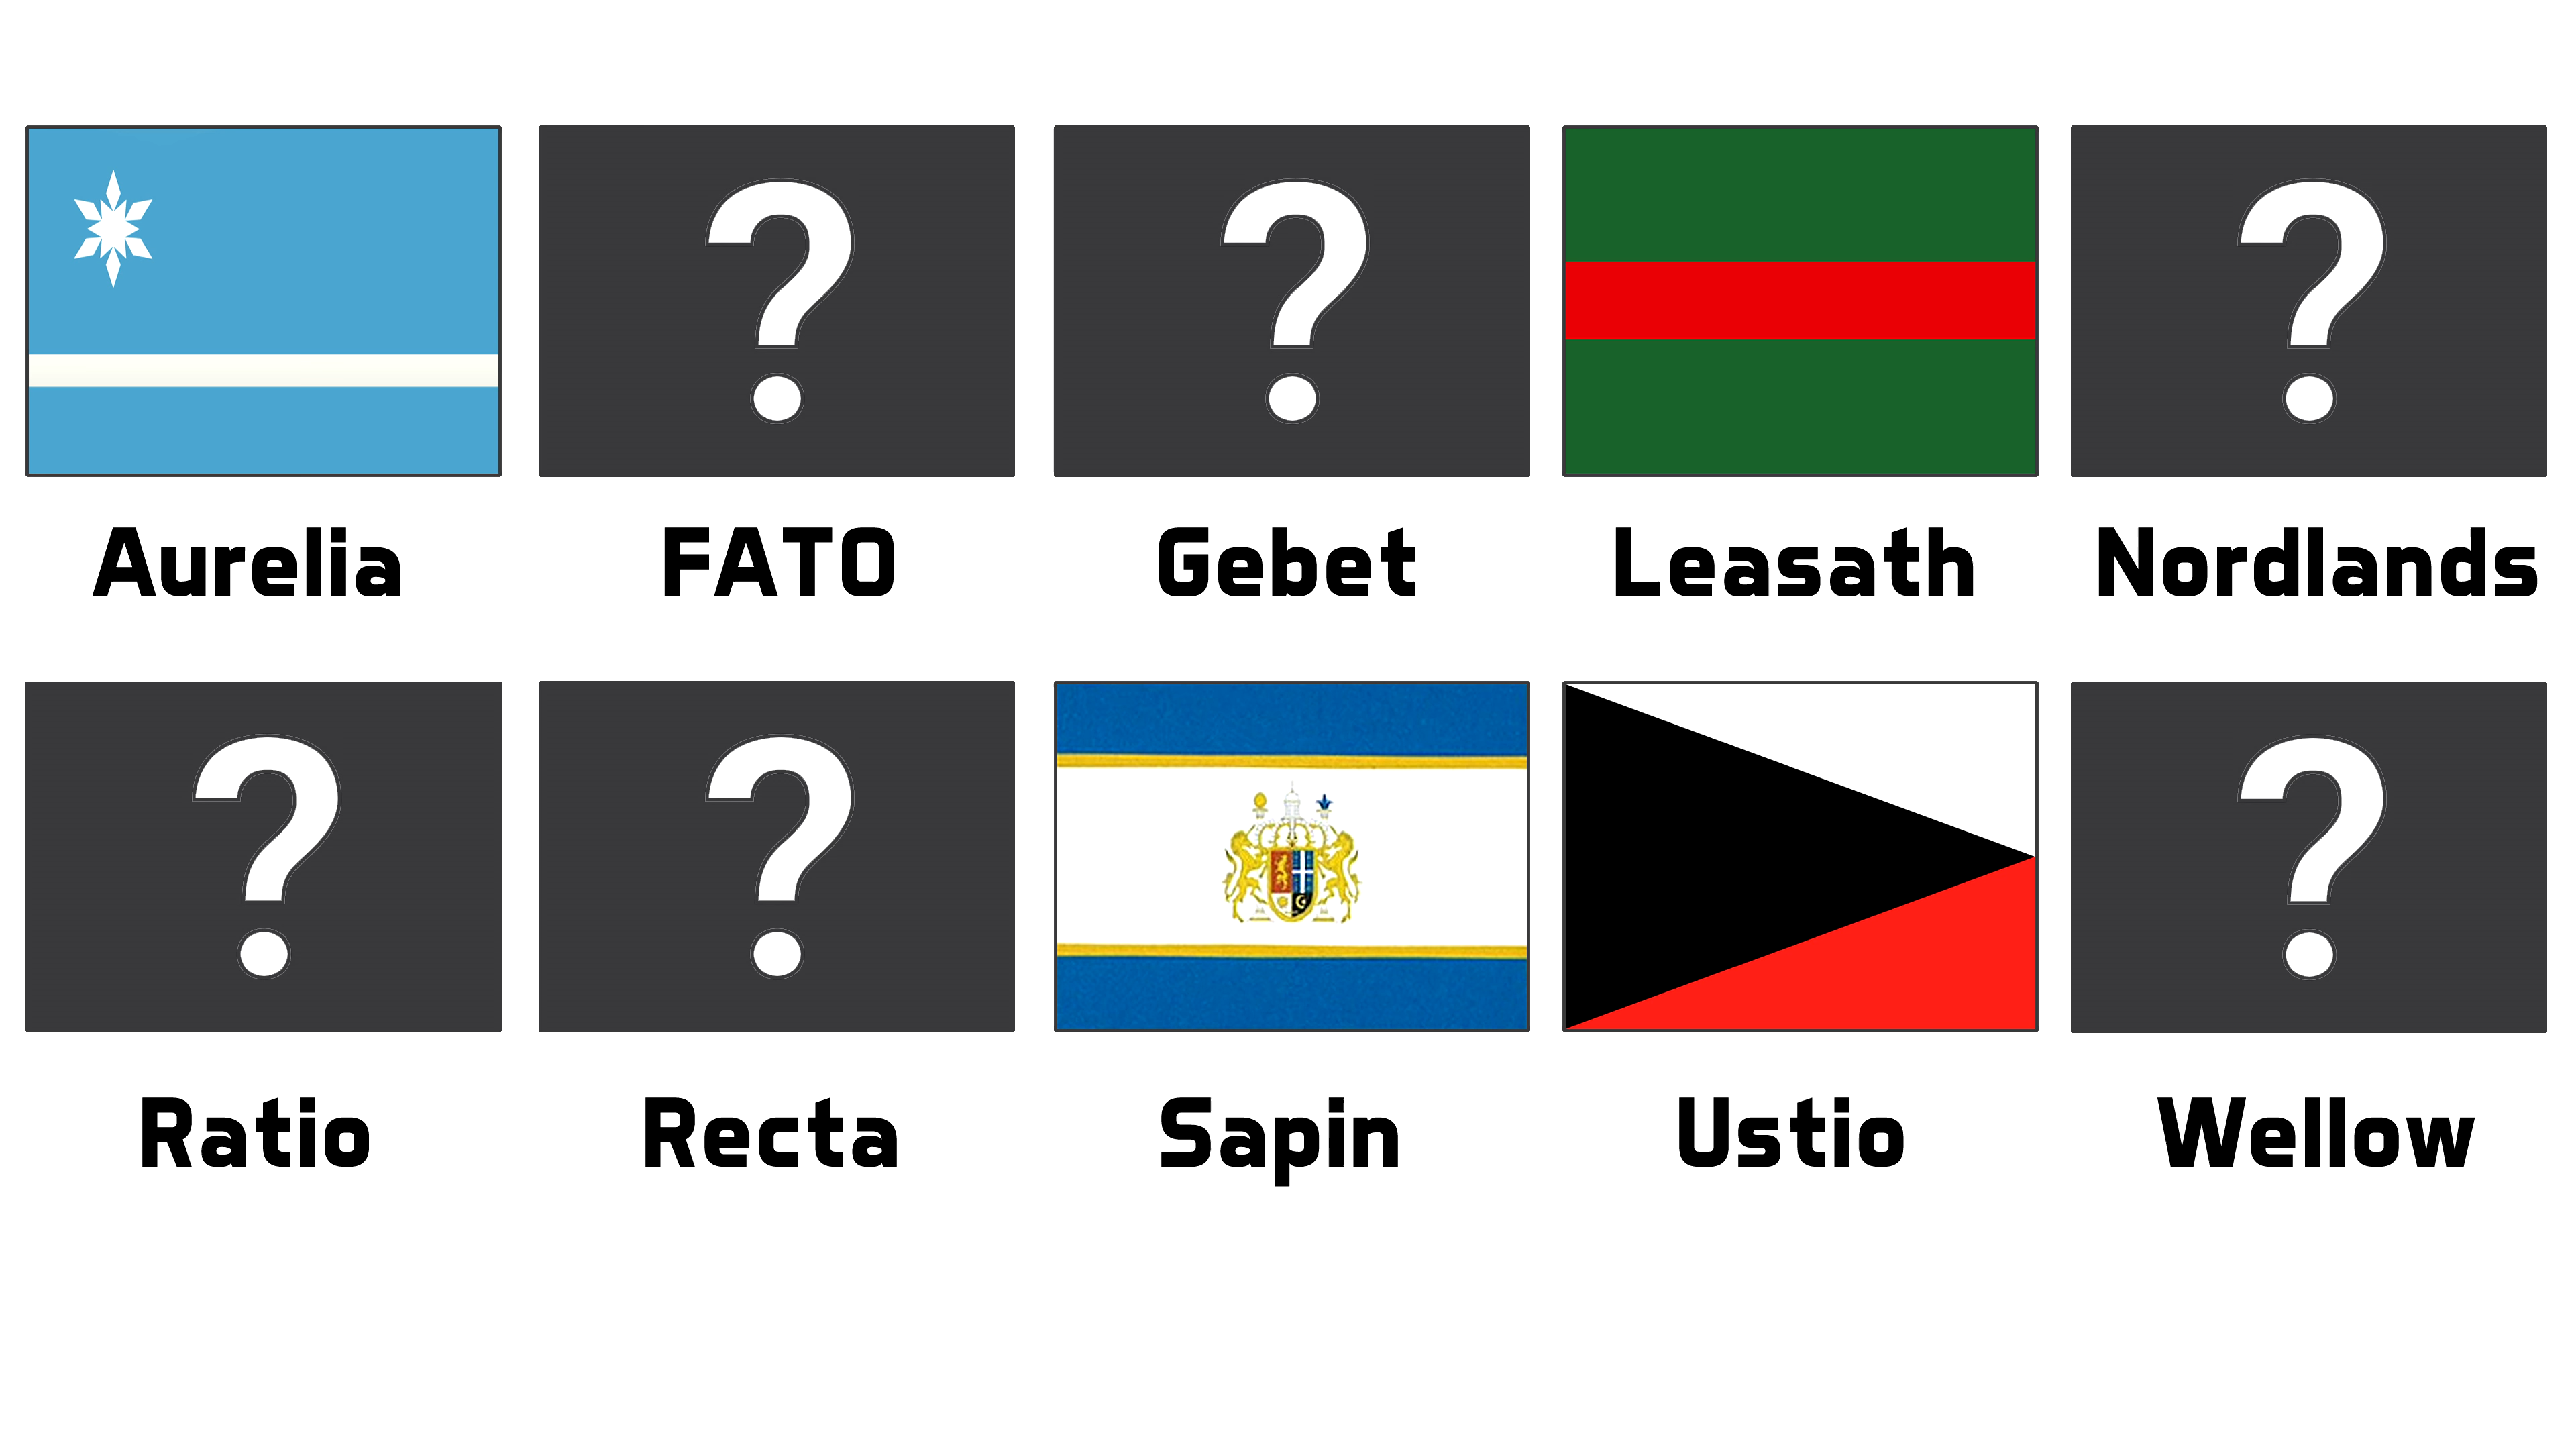 ? ? ?
Aurelia FATO Gebet Leasath Nordlands
? ? ?
Ratio Recta Sapin Ustio Wellow